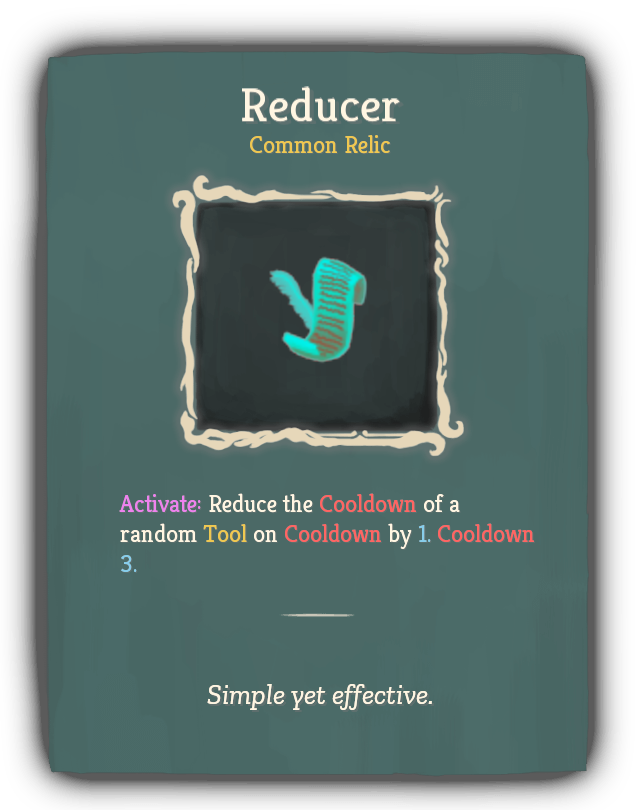 Reducer
Common Relic
Activate: Reduce the Cooldown of a
random Tool on Cooldown by 1. Cooldown
3.
Simple yet effective.